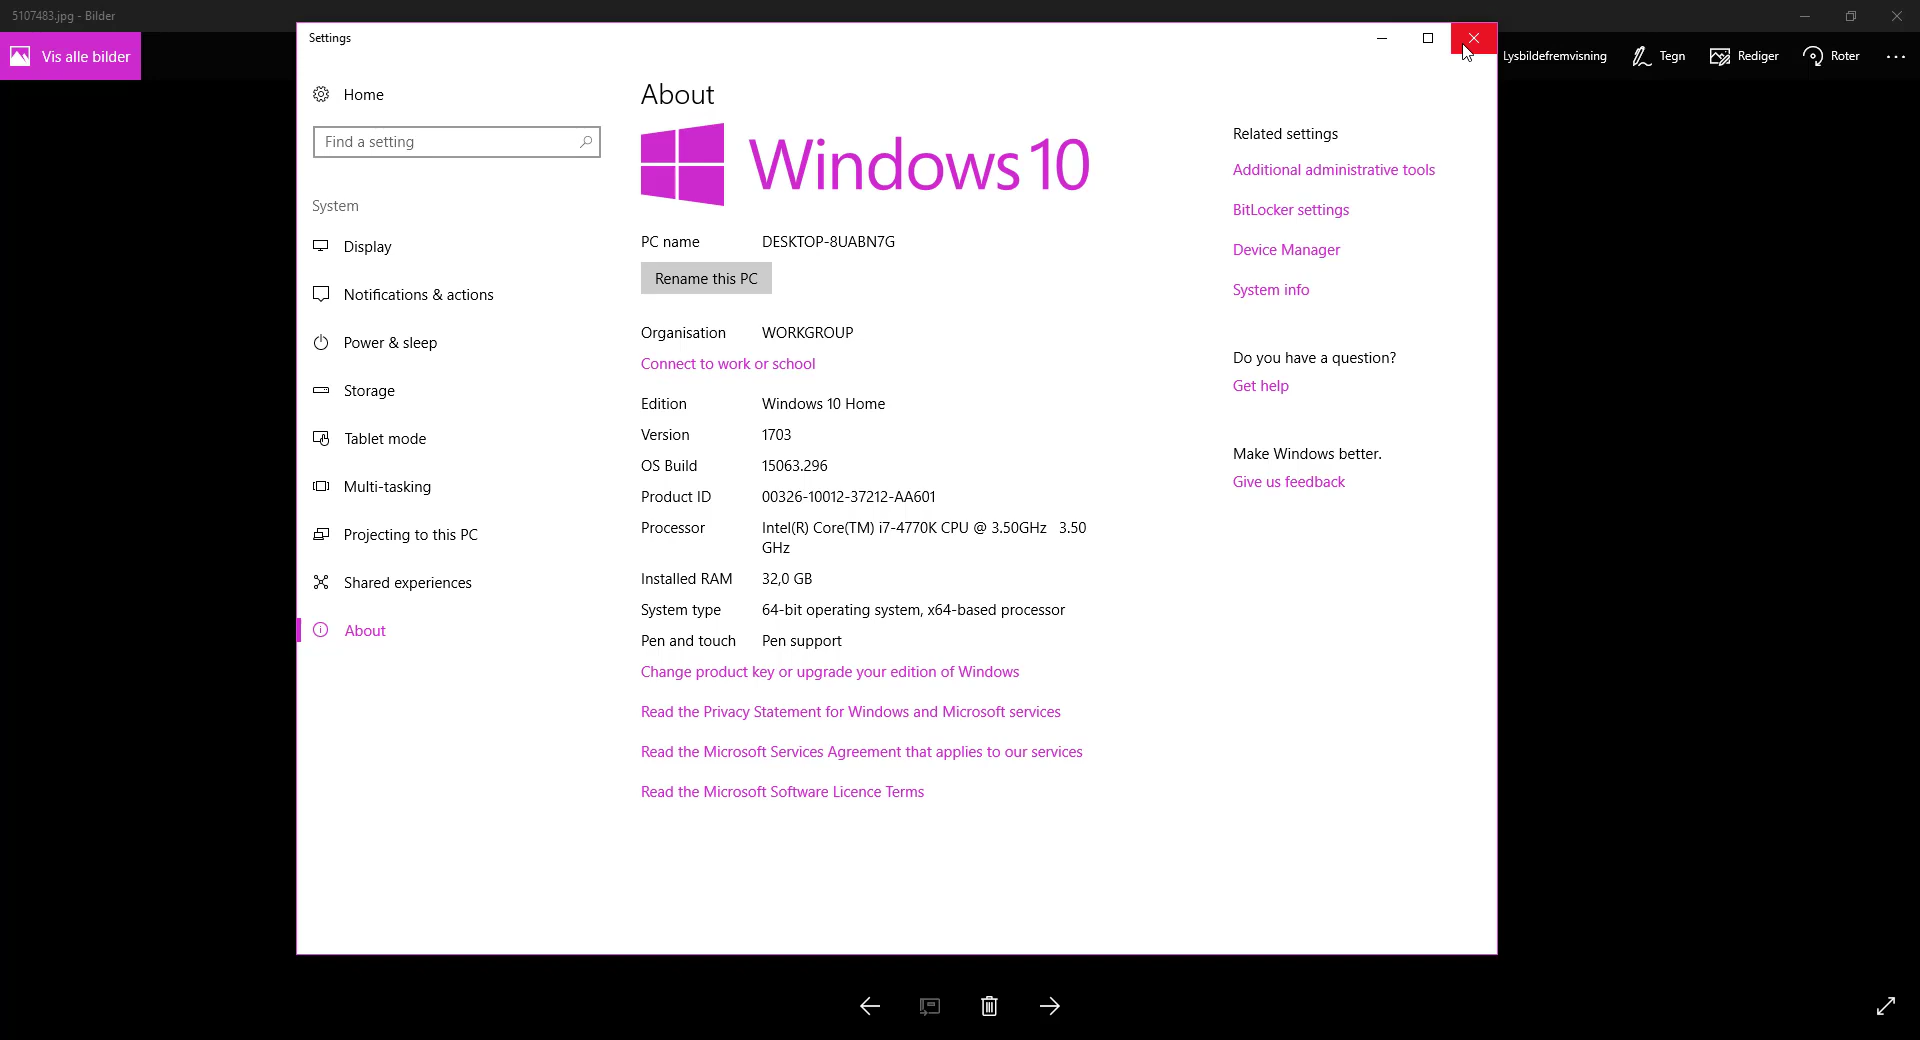 5107483.jpg - Bilder
Vis alle bilder
Lysbildefremvisning
Tegn
Rediger
Roter
Settings
Home
Find a setting
System
Display
Notifications & actions
Power & sleep
Storage
Tablet mode
Multi-tasking
Projecting to this PC
Shared experiences
About
About
Windows 10
PC name DESKTOP-8UABN7G
Rename this PC
Organisation WORKGROUP
Connect to work or school
Edition Windows 10 Home
Version 1703
OS Build 15063.296
Product ID 00326-10012-37212-AA601
Processor Intel(R) Core(TM) i7-4770K CPU @ 3.50GHz 3.50
GHz
Installed RAM 32,0 GB
System type 64-bit operating system, x64-based processor
Pen and touch Pen support
Change product key or upgrade your edition of Windows
Read the Privacy Statement for Windows and Microsoft services
Read the Microsoft Services Agreement that applies to our services
Read the Microsoft Software Licence Terms
Related settings
Additional administrative tools
BitLocker settings
Device Manager
System info
Do you have a question?
Get help
Make Windows better.
Give us feedback